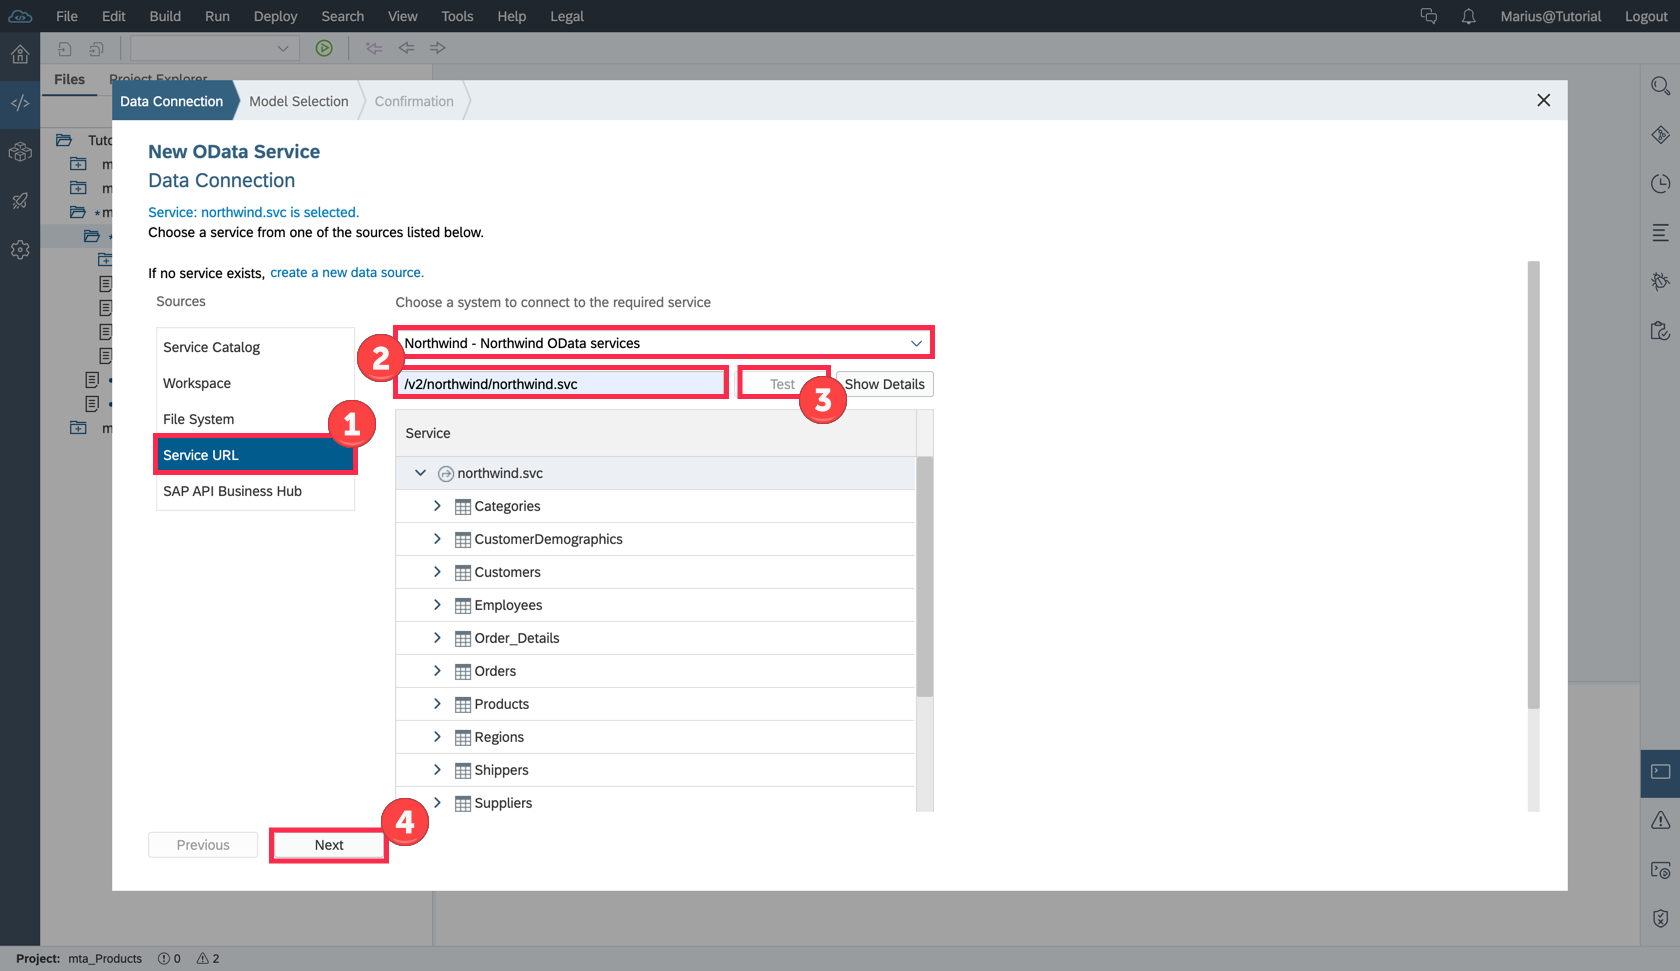 File Edit Build Run Deploy Search View Tools Help Legal Marius@Tutorial Logout
Files Project Explorer
Data Connection Model Selection Confirmation
New OData Service
Data Connection
Service: northwind.svc is selected.
Choose a service from one of the sources listed below.
If no service exists, create a new data source.
Sources
Choose a system to connect to the required service
Service Catalog
Workspace
File System
Service URL
SAP API Business Hub
1
2
Northwind - Northwind OData services
/v2/northwind/northwind.svc
Test
3
Show Details
Service
northwind.svc
Categories
CustomerDemographics
Customers
Employees
Order_Details
Orders
Products
Regions
Shippers
Suppliers
4
Previous Next
Tuto
m
m
* m
*
m
Project: mta_Products 0 2